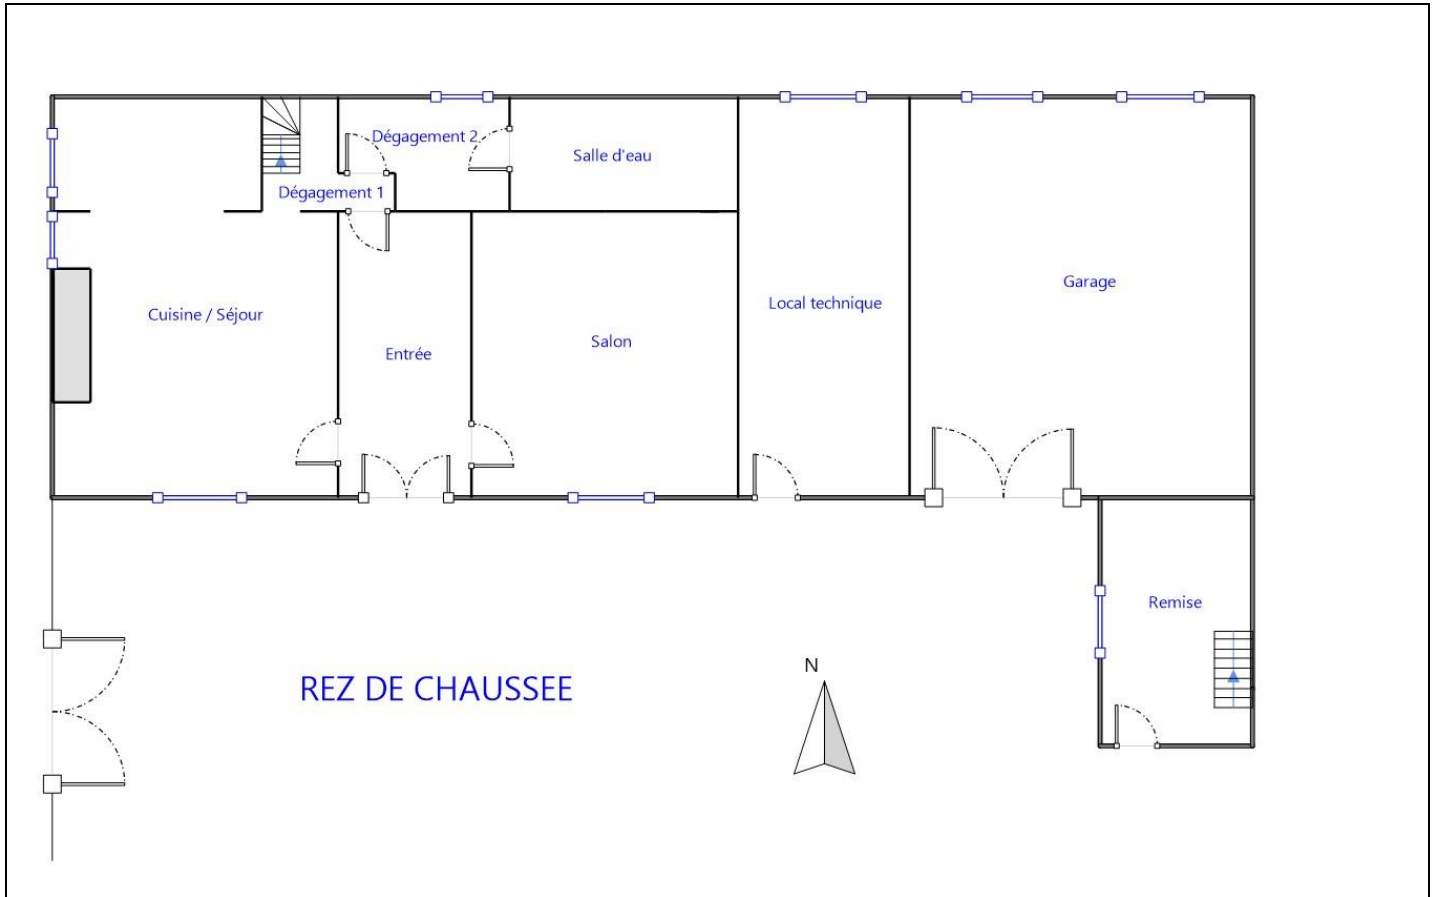 Dégagement 2
Salle d'eau
Dégagement 1
Garage
Local technique
Cuisine / Séjour
Salon
Entrée
Remise
N
REZ DE CHAUSSEE